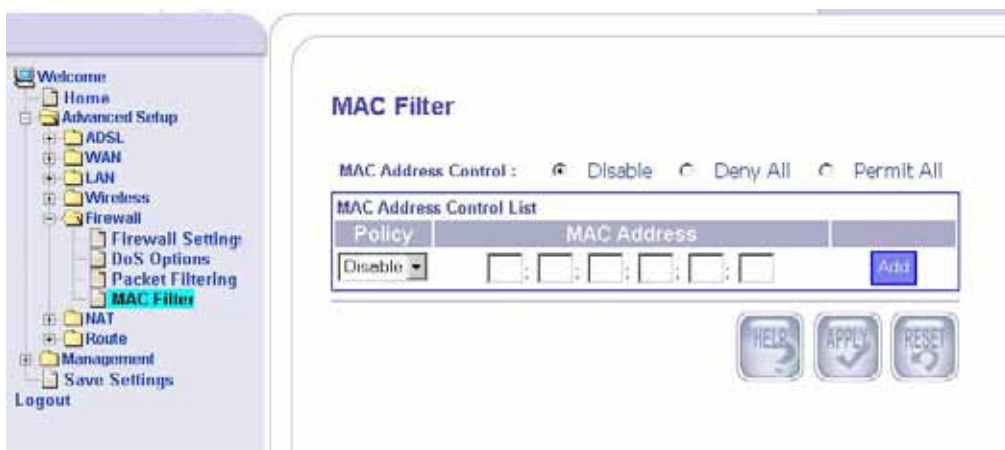 Welcome
Home
Advanced Setup
ADSL
WAN
LAN
Wireless
Firewall
Firewall Setting
DoS Options
Packet Filtering
MAC Filter
NAT
Route
Management
Save Settings
Logout
MAC Filter
MAC Address Control : Disable Deny All Permit All
MAC Address Control List
Policy MAC Address
Disable : : : : : Add
HELP APPLY RESET